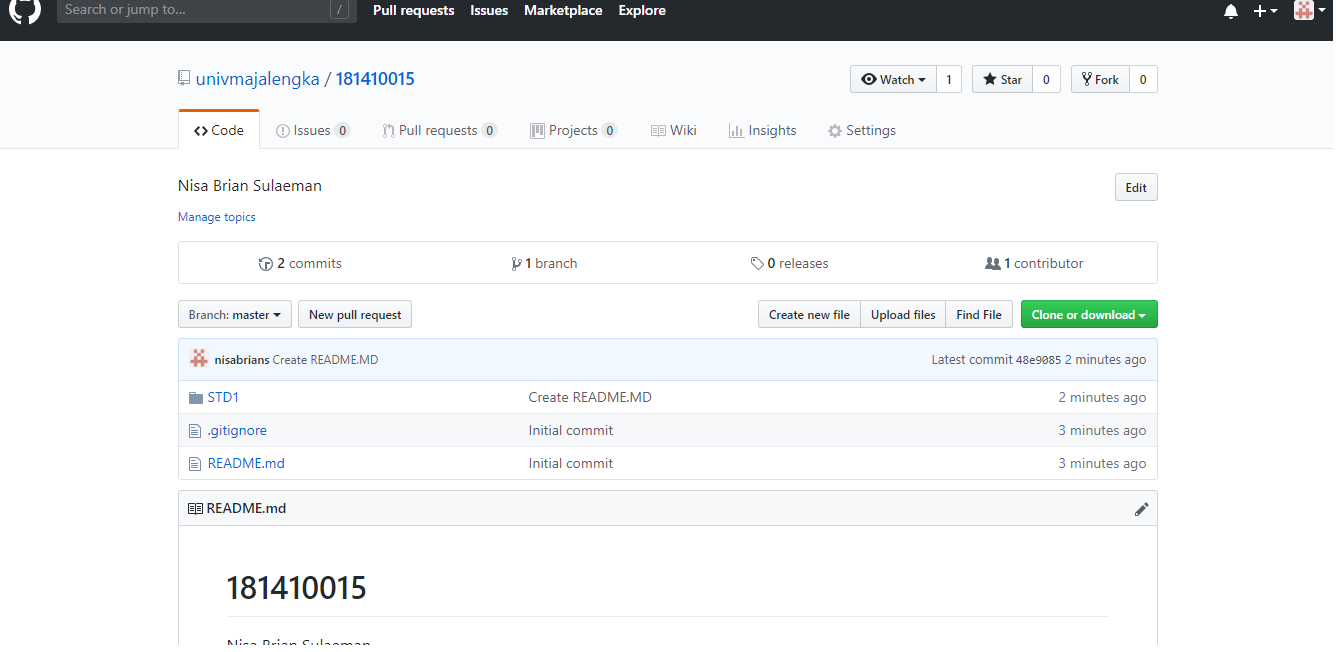 Search or jump to... /
Pull requests Issues Marketplace Explore
univmajalengka / 181410015
Watch 1 Star 0 Fork 0
Code Issues 0 Pull requests 0 Projects 0 Wiki Insights Settings
Nisa Brian Sulaeman
Edit
Manage topics
2 commits 1 branch 0 releases 1 contributor
Branch: master New pull request Create new file Upload files Find File Clone or download
nisabrians Create README.MD Latest commit 48e9085 2 minutes ago
STD1 Create README.MD 2 minutes ago
.gitignore Initial commit 3 minutes ago
README.md Initial commit 3 minutes ago
README.md
181410015
Nisa Brian Sulaeman